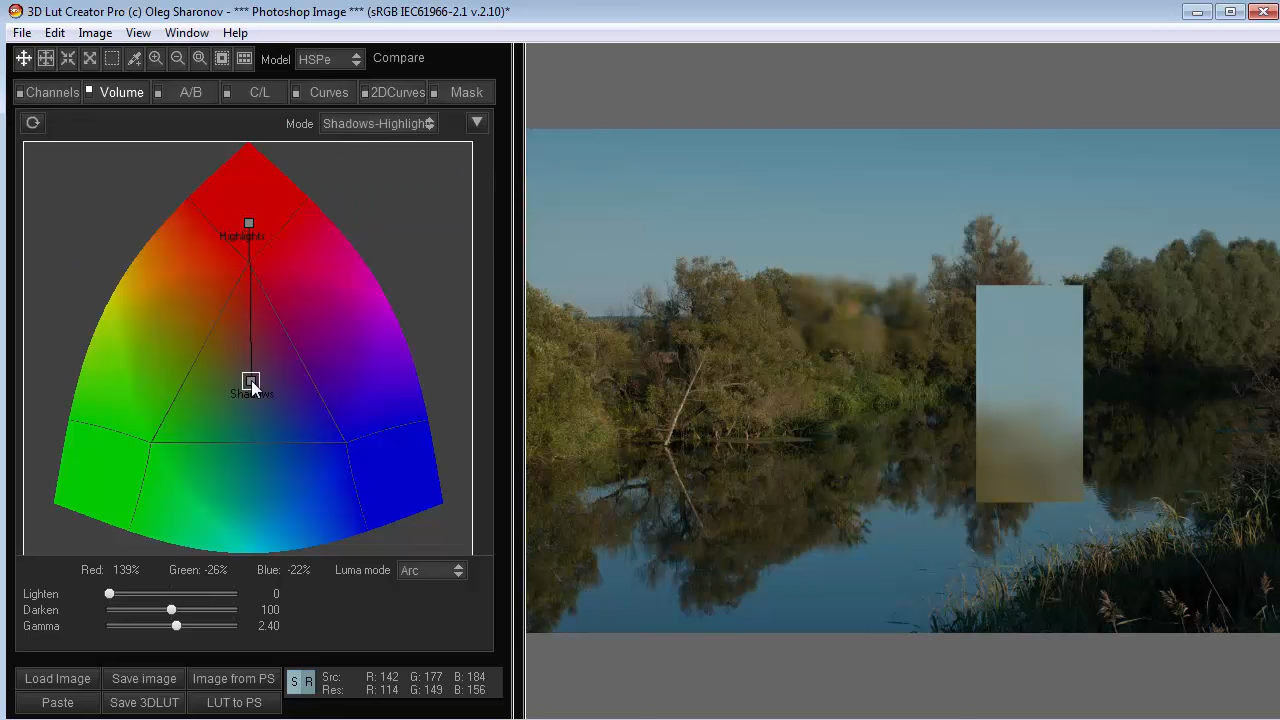 3D Lut Creator Pro (c) Oleg Sharonov - *** Photoshop Image *** (sRGB IEC61966-2.1 v.2.10)*
File Edit Image View Window Help
Model HSPe Compare
Channels Volume A/B C/L Curves 2DCurves Mask
Mode Shadows-Highlight
Highlights
Shadows
Red: 139% Green: -26% Blue: -22% Luma mode Arc
Lighten 0
Darken 100
Gamma 2.40
Load Image Save image Image from PS S R Src: R: 142 G: 177 B: 184
Res: R: 114 G: 149 B: 156
Paste Save 3DLUT LUT to PS